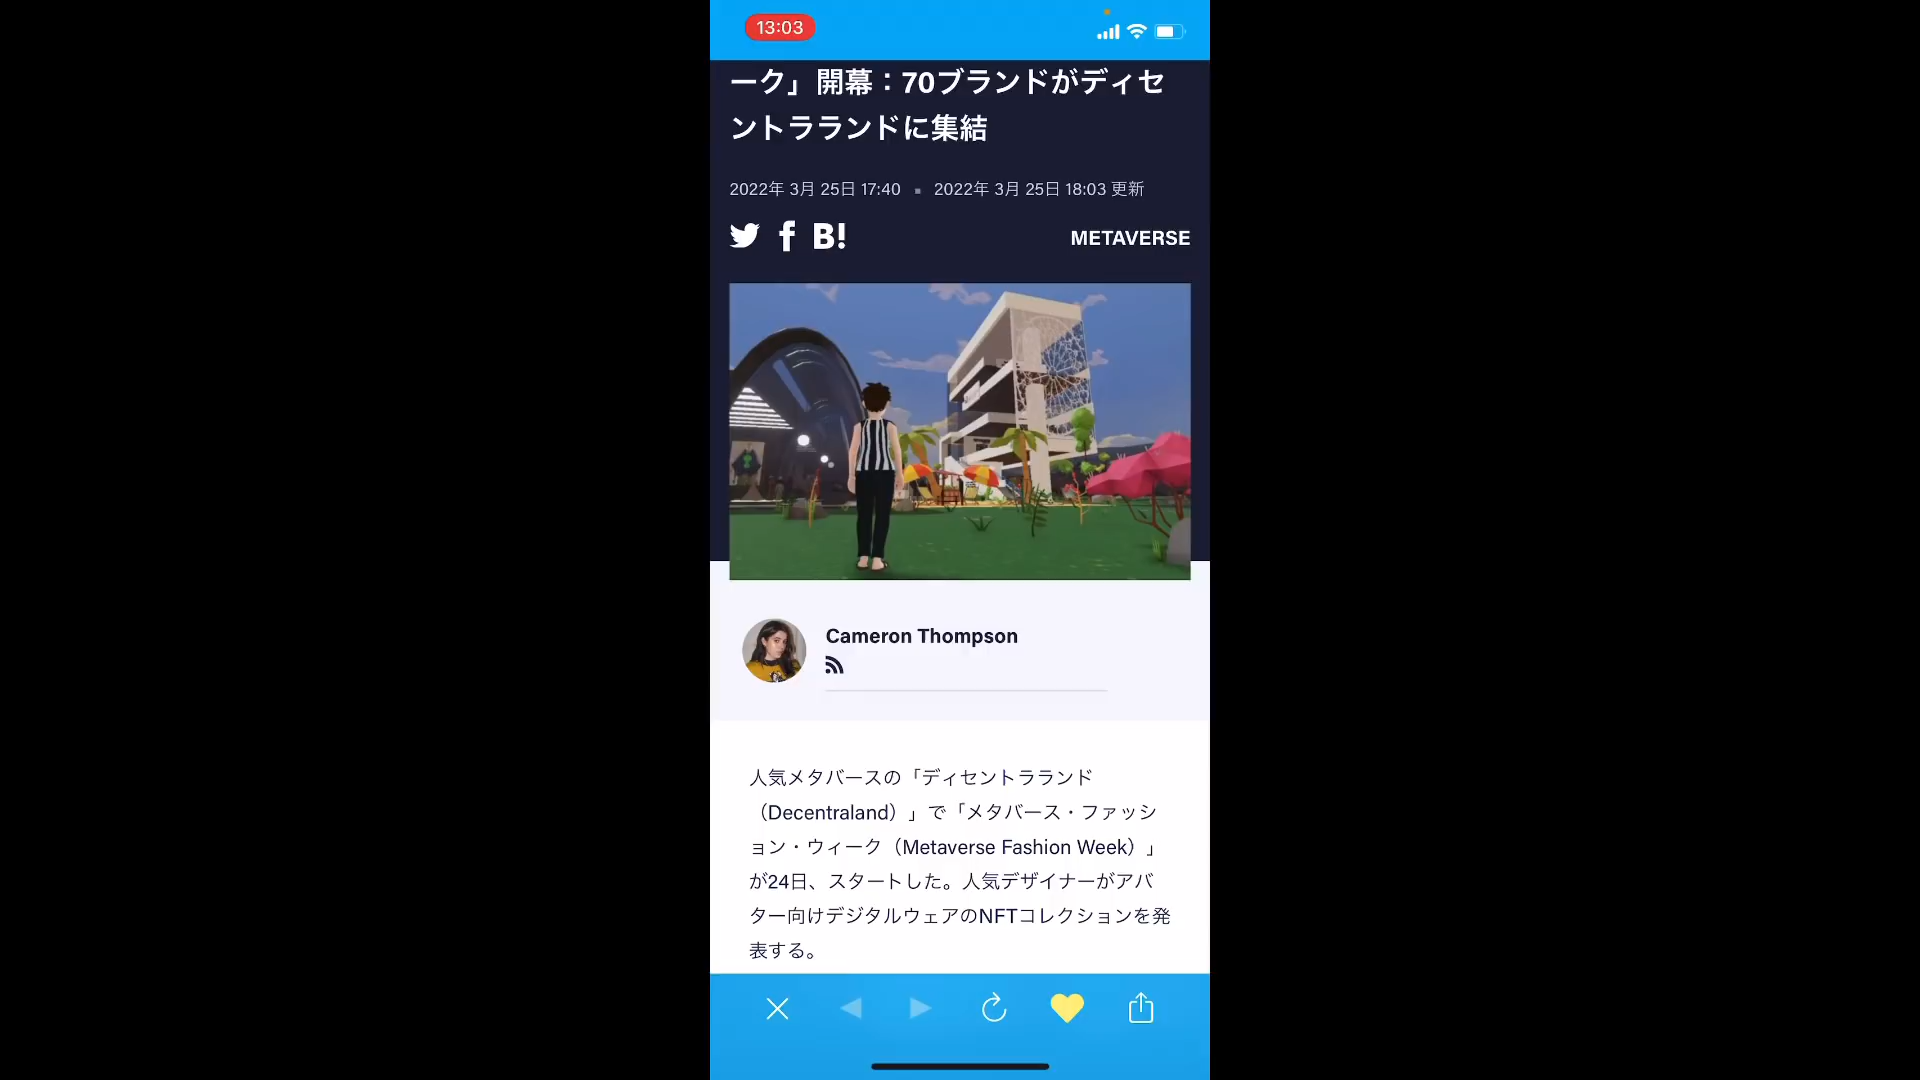 13:03
ーク」開幕：70ブランドがディセ
ントラランドに集結
2022年 3月 25日 17:40 ▪ 2022年 3月 25日 18:03 更新
B!
METAVERSE
Cameron Thompson
人気メタバースの「ディセントラランド
（Decentraland）」で「メタバース・ファッシ
ョン・ウィーク（Metaverse Fashion Week）」
が24日、スタートした。人気デザイナーがアバ
ター向けデジタルウェアのNFTコレクションを発
表する。